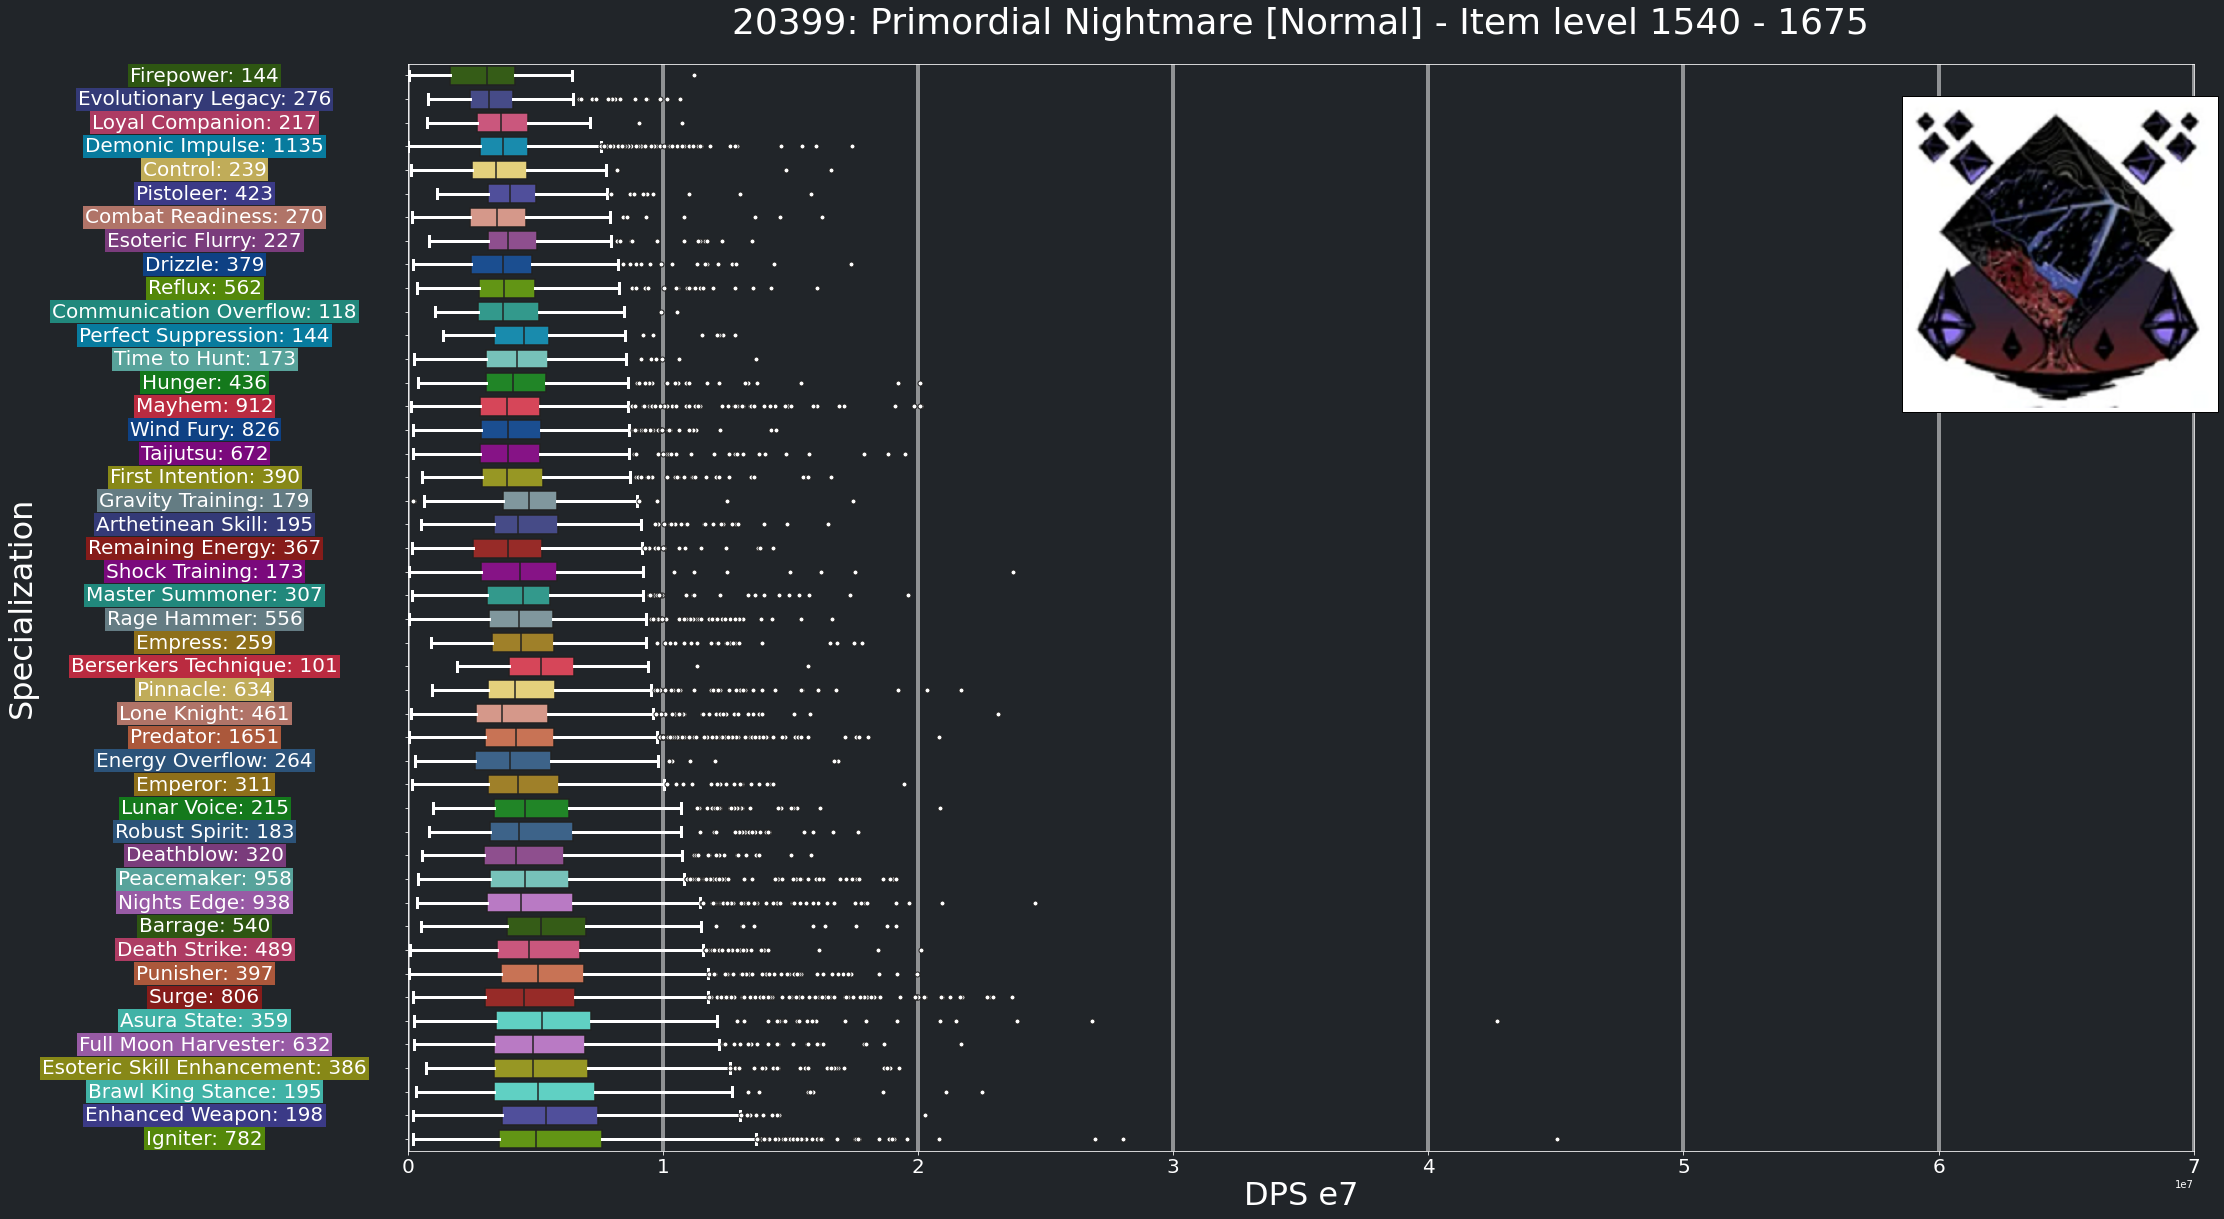 20399: Primordial Nightmare [Normal] - Item level 1540 - 1675
Firepower: 144
Evolutionary Legacy: 276
Loyal Companion: 217
Demonic Impulse: 1135
Control: 239
Pistoleer: 423
Combat Readiness: 270
Esoteric Flurry: 227
Drizzle: 379
Reflux: 562
Communication Overflow: 118
Perfect Suppression: 144
Time to Hunt: 173
Hunger: 436
Mayhem: 912
Wind Fury: 826
Taijutsu: 672
First Intention: 390
Gravity Training: 179
Arthetinean Skill: 195
Remaining Energy: 367
Shock Training: 173
Master Summoner: 307
Rage Hammer: 556
Empress: 259
Berserkers Technique: 101
Pinnacle: 634
Lone Knight: 461
Predator: 1651
Energy Overflow: 264
Emperor: 311
Lunar Voice: 215
Robust Spirit: 183
Deathblow: 320
Peacemaker: 958
Nights Edge: 938
Barrage: 540
Death Strike: 489
Punisher: 397
Surge: 806
Asura State: 359
Full Moon Harvester: 632
Esoteric Skill Enhancement: 386
Brawl King Stance: 195
Enhanced Weapon: 198
Igniter: 782
Specialization
0 1 2 3 4 5 6 7
1e7
DPS e7